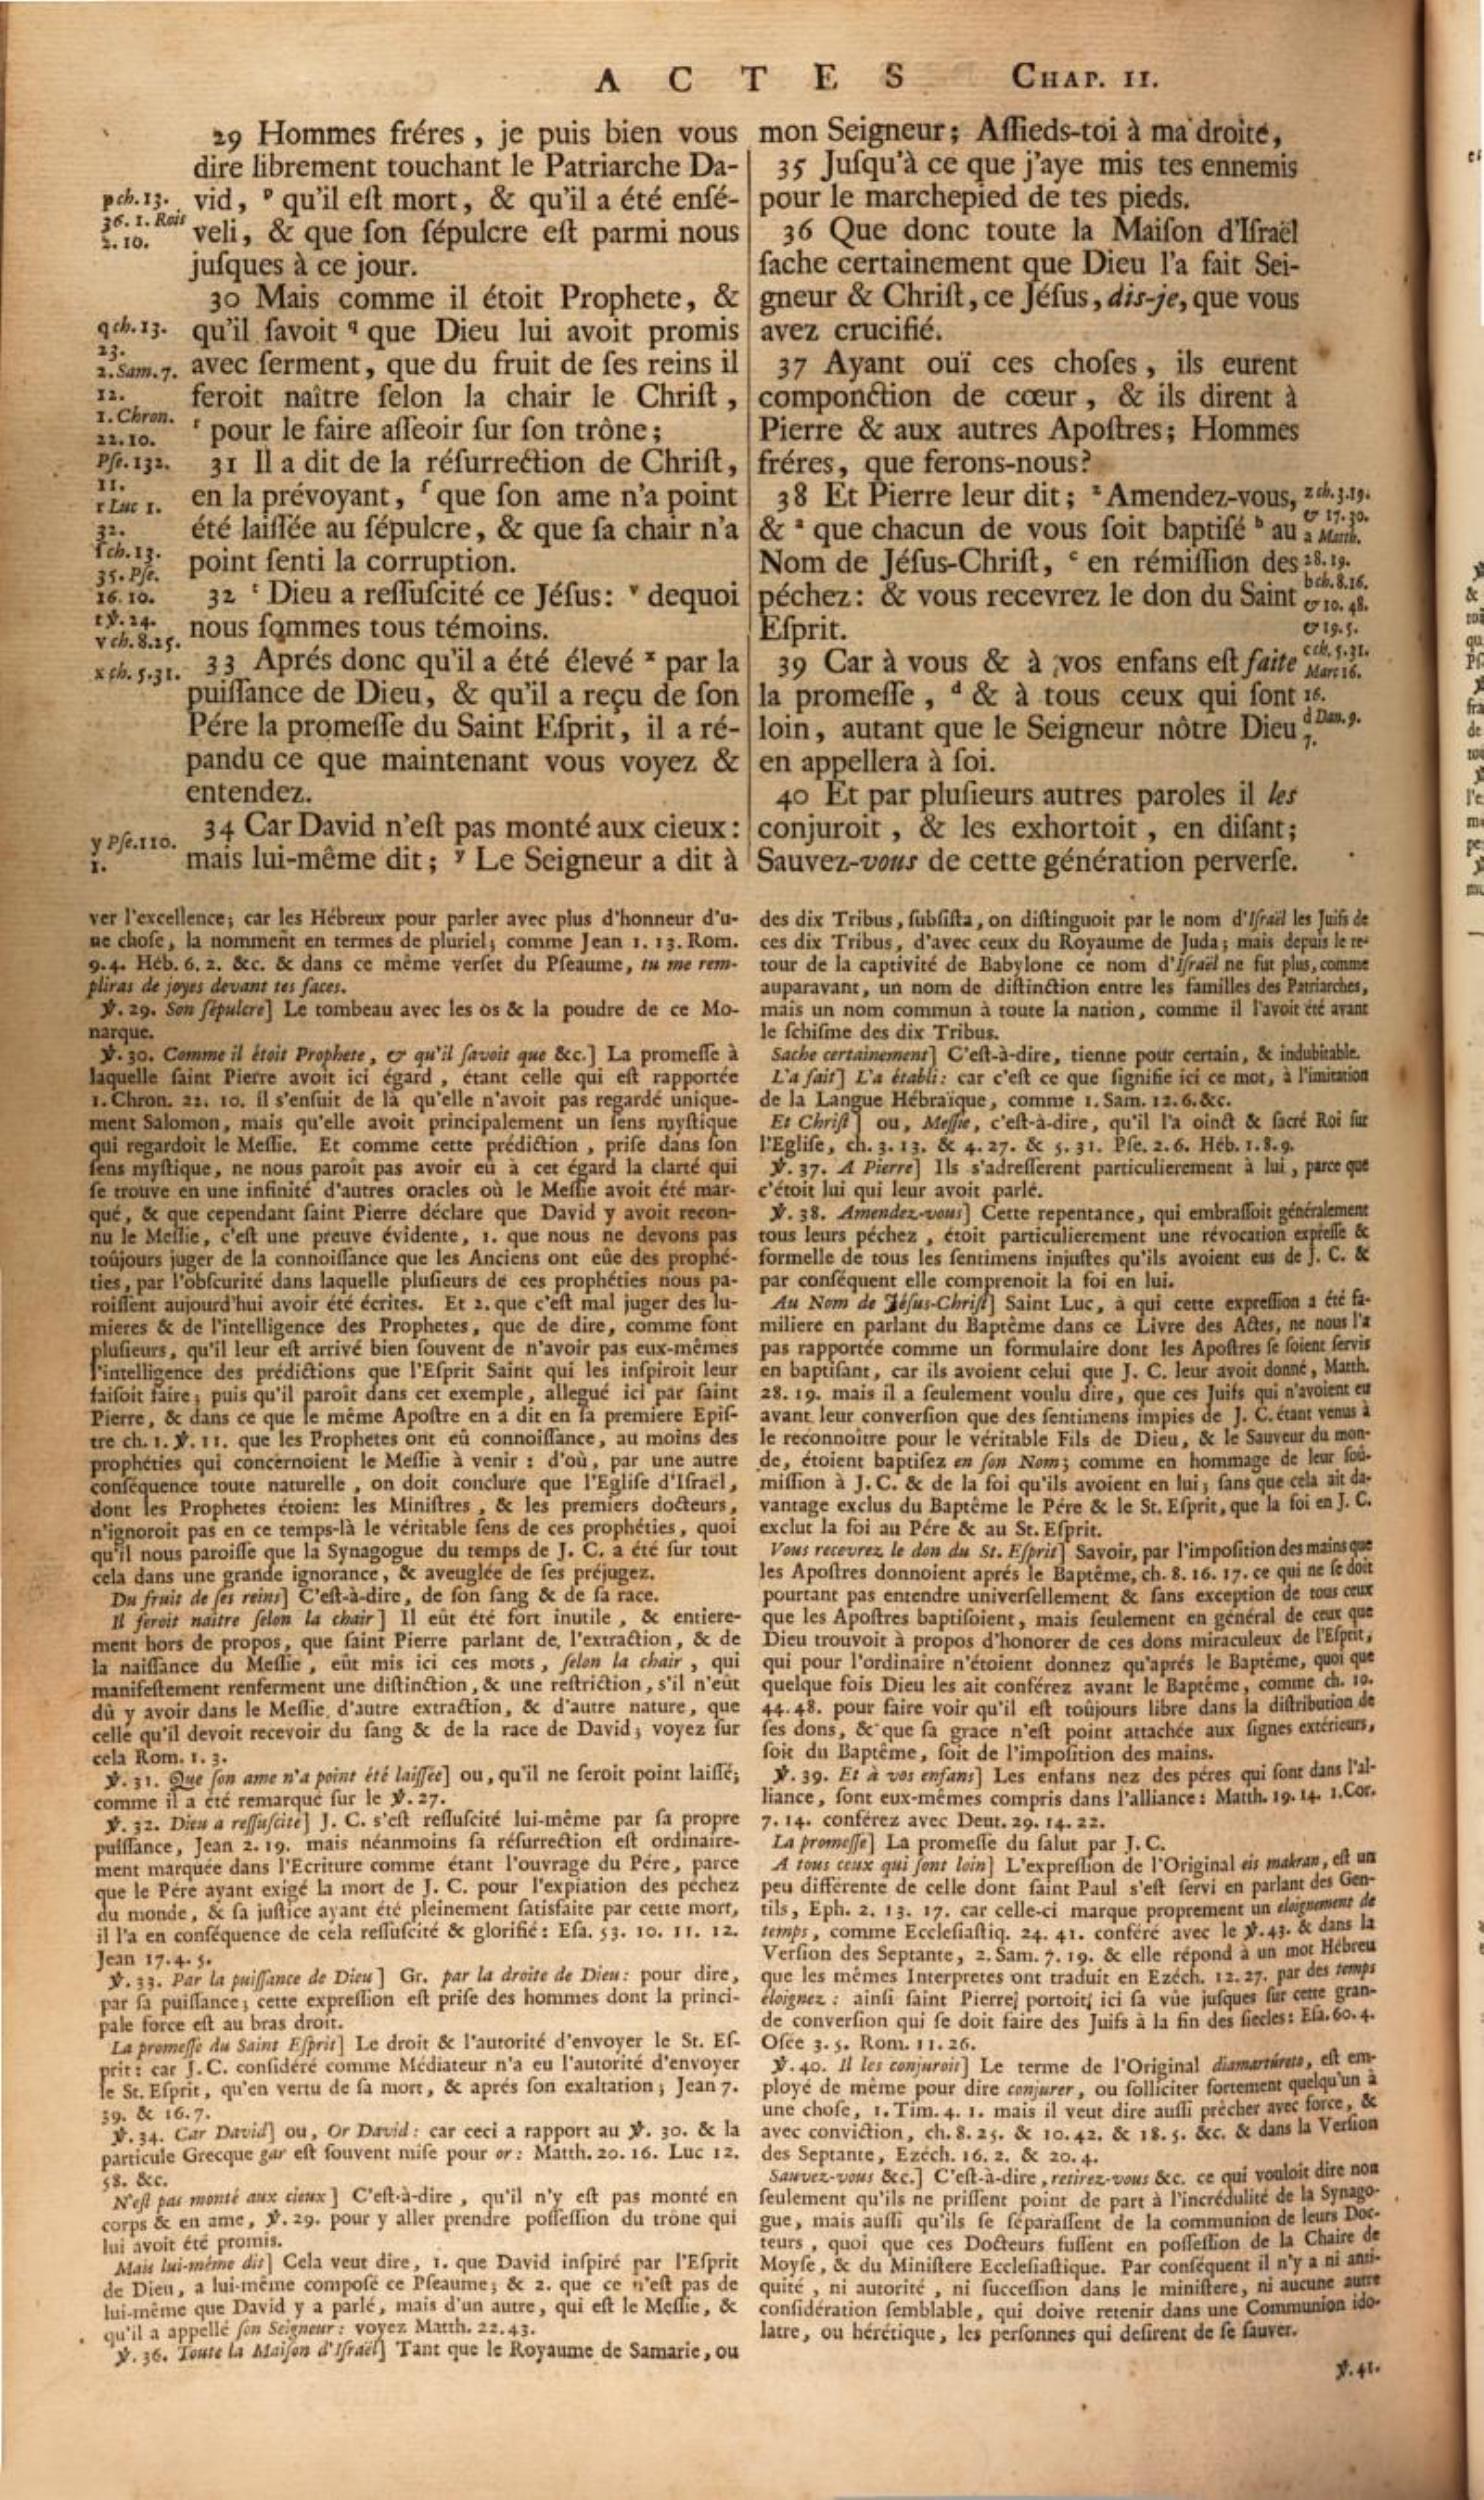 ACTES CHAP. II.
29 Hommes fréres, je puis bien vous
dire librement touchant le Patriarche Da-
vid, ᵖ qu'il eſt mort, & qu'il a été enſé-
veli, & que ſon ſépulcre eſt parmi nous
juſques à ce jour.
30 Mais comme il étoit Prophete, &
qu'il ſavoit ᑫ que Dieu lui avoit promis
avec ſerment, que du fruit de ſes reins il
feroit naître ſelon la chair le Chriſt,
ʳ pour le faire aſſeoir ſur ſon trône;
31 Il a dit de la réſurrection de Chriſt,
en la prévoyant, ſ que ſon ame n'a point
été laiſſée au ſépulcre, & que ſa chair n'a
point ſenti la corruption.
32 ᵗ Dieu a reſſuſcité ce Jéſus: ᵛ dequoi
nous ſommes tous témoins.
33 Aprés donc qu'il a été élevé ˣ par la
puiſſance de Dieu, & qu'il a reçu de ſon
Pére la promeſſe du Saint Eſprit, il a ré-
pandu ce que maintenant vous voyez &
entendez.
34 Car David n'eſt pas monté aux cieux:
mais lui-même dit; ʸ Le Seigneur a dit à
p ch. 13.
36. 1. Rois
2. 10.
q ch. 13.
23.
2. Sam. 7.
12.
1. Chron.
22. 10.
Pſe. 132.
11.
r Luc 1.
32.
ſ ch. 13.
35. Pſe.
16. 10.
t ℣. 24.
v ch. 8.25.
x ch. 5.31.
y Pſe. 110.
1.
mon Seigneur; Aſſieds-toi à ma droite,
35 Juſqu'à ce que j'aye mis tes ennemis
pour le marchepied de tes pieds.
36 Que donc toute la Maiſon d'Iſraël
ſache certainement que Dieu l'a fait Sei-
gneur & Chriſt, ce Jéſus, dis-je, que vous
avez crucifié.
37 Ayant ouï ces choſes, ils eurent
componction de cœur, & ils dirent à
Pierre & aux autres Apoſtres; Hommes
fréres, que ferons-nous?
38 Et Pierre leur dit; ᶻ Amendez-vous,
& ᵃ que chacun de vous ſoit baptiſé ᵇ au
Nom de Jéſus-Chriſt, ᶜ en rémiſſion des
péchez: & vous recevrez le don du Saint
Eſprit.
39 Car à vous & à vos enfans eſt faite
la promeſſe, ᵈ & à tous ceux qui ſont
loin, autant que le Seigneur nôtre Dieu
en appellera à ſoi.
40 Et par pluſieurs autres paroles il les
conjuroit, & les exhortoit, en diſant;
Sauvez-vous de cette génération perverſe.
z ch. 3.19.
& 17.30.
a Matth.
28. 19.
b ch. 8.16.
& 10. 48.
& 19. 5.
c ch. 5.31.
Marc 16.
16.
d Dan. 9.
7.
ver l'excellence; car les Hébreux pour parler avec plus d'honneur d'u-
ne choſe, la nomment en termes de pluriel; comme Jean 1. 13. Rom.
9.4. Héb. 6. 2. &c. & dans ce même verſet du Pſeaume, tu me rem-
pliras de joyes devant tes faces.
℣. 29. Son ſépulcre] Le tombeau avec les os & la poudre de ce Mo-
narque.
℣. 30. Comme il étoit Prophete, & qu'il ſavoit que &c.] La promeſſe à
laquelle ſaint Pierre avoit ici égard, étant celle qui eſt rapportée
1. Chron. 22. 10. il s'enſuit de là qu'elle n'avoit pas regardé unique-
ment Salomon, mais qu'elle avoit principalement un ſens myſtique
qui regardoit le Meſſie. Et comme cette prédiction, priſe dans ſon
ſens myſtique, ne nous paroît pas avoir eû à cet égard la clarté qui
ſe trouve en une infinité d'autres oracles où le Meſſie avoit été mar-
qué, & que cependant ſaint Pierre déclare que David y avoit recon-
nu le Meſſie, c'eſt une preuve évidente, 1. que nous ne devons pas
toûjours juger de la connoiſſance que les Anciens ont eûe des prophé-
ties, par l'obſcurité dans laquelle pluſieurs de ces prophéties nous pa-
roiſſent aujourd'hui avoir été écrites. Et 2. que c'eſt mal juger des lu-
mieres & de l'intelligence des Prophetes, que de dire, comme font
pluſieurs, qu'il leur eſt arrivé bien ſouvent de n'avoir pas eux-mêmes
l'intelligence des prédictions que l'Eſprit Saint qui les inſpiroit leur
faiſoit faire; puis qu'il paroît dans cet exemple, allegué ici par ſaint
Pierre, & dans ce que le même Apoſtre en a dit en ſa premiere Epiſ-
tre ch. 1. ℣. 11. que les Prophetes ont eû connoiſſance, au moins des
prophéties qui concernoient le Meſſie à venir: d'où, par une autre
conſéquence toute naturelle, on doit conclure que l'Egliſe d'Iſraël,
dont les Prophetes étoient les Miniſtres, & les premiers docteurs,
n'ignoroit pas en ce temps-là le véritable ſens de ces prophéties, quoi
qu'il nous paroiſſe que la Synagogue du temps de J. C. a été ſur tout
cela dans une grande ignorance, & aveuglée de ſes préjugez.
Du fruit de ſes reins] C'eſt-à-dire, de ſon ſang & de ſa race.
Il feroit naître ſelon la chair] Il eût été fort inutile, & entiere-
ment hors de propos, que ſaint Pierre parlant de, l'extraction, & de
la naiſſance du Meſſie, eût mis ici ces mots, ſelon la chair, qui
manifeſtement renferment une diſtinction, & une reſtriction, s'il n'eût
dû y avoir dans le Meſſie, d'autre extraction, & d'autre nature, que
celle qu'il devoit recevoir du ſang & de la race de David; voyez ſur
cela Rom. 1. 3.
℣. 31. Que ſon ame n'a point été laiſſée] ou, qu'il ne ſeroit point laiſſé;
comme il a été remarqué ſur le ℣. 27.
℣. 32. Dieu a reſſuſcité] J. C. s'eſt reſſuſcité lui-même par ſa propre
puiſſance, Jean 2. 19. mais néanmoins ſa réſurrection eſt ordinaire-
ment marquée dans l'Ecriture comme étant l'ouvrage du Pére, parce
que le Pére ayant exigé la mort de J. C. pour l'expiation des péchez
du monde, & ſa juſtice ayant été pleinement ſatisfaite par cette mort,
il l'a en conſéquence de cela reſſuſcité & glorifié: Eſa. 53. 10. 11. 12.
Jean 17. 4. 5.
℣. 33. Par la puiſſance de Dieu] Gr. par la droite de Dieu: pour dire,
par ſa puiſſance; cette expreſſion eſt priſe des hommes dont la princi-
pale force eſt au bras droit.
La promeſſe du Saint Eſprit] Le droit & l'autorité d'envoyer le St. Eſ-
prit: car J.C. conſidéré comme Médiateur n'a eu l'autorité d'envoyer
le St. Eſprit, qu'en vertu de ſa mort, & aprés ſon exaltation; Jean 7.
39. & 16.7.
℣. 34. Car David] ou, Or David: car ceci a rapport au ℣. 30. & la
particule Grecque gar eſt ſouvent miſe pour or: Matth. 20. 16. Luc 12.
58. &c.
N'eſt pas monté aux cieux] C'eſt-à-dire, qu'il n'y eſt pas monté en
corps & en ame, ℣. 29. pour y aller prendre poſſeſſion du trône qui
lui avoit été promis.
Mais lui-même dit] Cela veut dire, 1. que David inſpiré par l'Eſprit
de Dieu, a lui-même compoſé ce Pſeaume; & 2. que ce n'eſt pas de
lui-même que David y a parlé, mais d'un autre, qui eſt le Meſſie, &
qu'il a appellé ſon Seigneur: voyez Matth. 22.43.
℣. 36. Toute la Maiſon d'Iſraël] Tant que le Royaume de Samarie, ou
des dix Tribus, ſubſiſta, on diſtinguoit par le nom d'Iſraël les Juifs de
ces dix Tribus, d'avec ceux du Royaume de Juda; mais depuis le re-
tour de la captivité de Babylone ce nom d'Iſraël ne fut plus, comme
auparavant, un nom de diſtinction entre les familles des Patriarches,
mais un nom commun à toute la nation, comme il l'avoit été avant
le ſchiſme des dix Tribus.
Sache certainement] C'eſt-à-dire, tienne pour certain, & indubitable.
L'a fait] L'a établi: car c'eſt ce que ſignifie ici ce mot, à l'imitation
de la Langue Hébraïque, comme 1. Sam. 12. 6. &c.
Et Chriſt] ou, Meſſie, c'eſt-à-dire, qu'il l'a oinct & ſacré Roi ſur
l'Egliſe, ch. 3. 13. & 4. 27. & 5. 31. Pſe. 2. 6. Héb. 1. 8. 9.
℣. 37. A Pierre] Ils s'adreſſerent particulierement à lui, parce que
c'étoit lui qui leur avoit parlé.
℣. 38. Amendez-vous] Cette repentance, qui embraſſoit généralement
tous leurs péchez, étoit particulierement une révocation expreſſe &
formelle de tous les ſentimens injuſtes qu'ils avoient eus de J. C. &
par conſéquent elle comprenoit la foi en lui.
Au Nom de Jéſus-Chriſt] Saint Luc, à qui cette expreſſion a été fa-
miliere en parlant du Baptême dans ce Livre des Actes, ne nous l'a
pas rapportée comme un formulaire dont les Apoſtres ſe ſoient ſervis
en baptiſant, car ils avoient celui que J. C. leur avoit donné, Matth.
28. 19. mais il a ſeulement voulu dire, que ces Juifs qui n'avoient eu
avant leur converſion que des ſentimens impies de J. C. étant venus à
le reconnoître pour le véritable Fils de Dieu, & le Sauveur du mon-
de, étoient baptiſez en ſon Nom; comme en hommage de leur ſoû-
miſſion à J. C. & de la foi qu'ils avoient en lui; ſans que cela ait da-
vantage exclus du Baptême le Pére & le St. Eſprit, que la foi en J. C.
exclut la foi au Pére & au St. Eſprit.
Vous recevrez le don du St. Eſprit] Savoir, par l'impoſition des mains que
les Apoſtres donnoient aprés le Baptême, ch. 8. 16. 17. ce qui ne ſe doit
pourtant pas entendre univerſellement & ſans exception de tous ceux
que les Apoſtres baptiſoient, mais ſeulement en général de ceux que
Dieu trouvoit à propos d'honorer de ces dons miraculeux de l'Eſprit,
qui pour l'ordinaire n'étoient donnez qu'aprés le Baptême, quoi que
quelque fois Dieu les ait conférez avant le Baptême, comme ch. 10.
44. 48. pour faire voir qu'il eſt toûjours libre dans la diſtribution de
ſes dons, & que ſa grace n'eſt point attachée aux ſignes extérieurs,
ſoit du Baptême, ſoit de l'impoſition des mains.
℣. 39. Et à vos enfans] Les enfans nez des péres qui ſont dans l'al-
liance, ſont eux-mêmes compris dans l'alliance: Matth. 19. 14. 1. Cor.
7. 14. conférez avec Deut. 29. 14. 22.
La promeſſe] La promeſſe du ſalut par J. C.
A tous ceux qui ſont loin] L'expreſſion de l'Original eis makran, eſt un
peu différente de celle dont ſaint Paul s'eſt ſervi en parlant des Gen-
tils, Eph. 2. 13. 17. car celle-ci marque proprement un éloignement de
temps, comme Eccleſiaſtiq. 24. 41. conféré avec le ℣. 43. & dans la
Verſion des Septante, 2. Sam. 7. 19. & elle répond à un mot Hébreu
que les mêmes Interpretes ont traduit en Ezéch. 12. 27. par des temps
éloignez: ainſi ſaint Pierre portoit ici ſa vûe juſques ſur cette gran-
de converſion qui ſe doit faire des Juifs à la fin des ſiecles: Eſa. 60. 4.
Oſée 3. 5. Rom. 11. 26.
℣. 40. Il les conjuroit] Le terme de l'Original diamartúreto, eſt em-
ployé de même pour dire conjurer, ou ſolliciter fortement quelqu'un à
une choſe, 1. Tim. 4. 1. mais il veut dire auſſi prêcher avec force, &
avec conviction, ch. 8. 25. & 10. 42. & 18. 5. &c. & dans la Verſion
des Septante, Ezéch. 16. 2. & 20. 4.
Sauvez-vous &c.] C'eſt-à-dire, retirez-vous &c. ce qui vouloit dire non
ſeulement qu'ils ne priſſent point de part à l'incrédulité de la Synago-
gue, mais auſſi qu'ils ſe ſéparaſſent de la communion de leurs Doc-
teurs, quoi que ces Docteurs fuſſent en poſſeſſion de la Chaire de
Moyſe, & du Miniſtere Eccleſiaſtique. Par conſéquent il n'y a ni anti-
quité, ni autorité, ni ſucceſſion dans le miniſtere, ni aucune autre
conſidération ſemblable, qui doive retenir dans une Communion ido-
latre, ou hérétique, les perſonnes qui deſirent de ſe ſauver.
℣. 41.